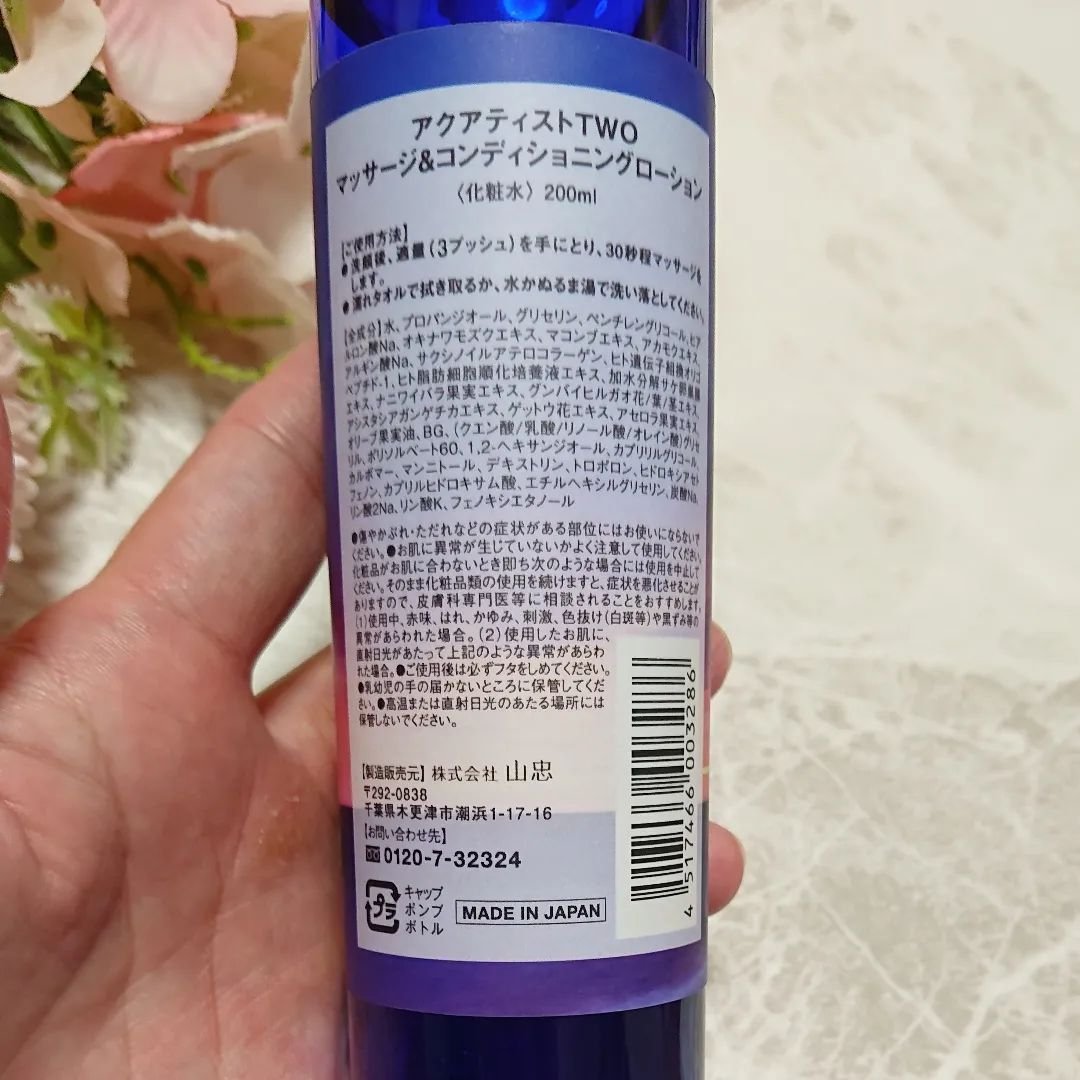 アクアティストTWO
マッサージ&コンディショニングローション
〈化粧水〉200ml
【ご使用方法】
●洗顔後、適量(3プッシュ)を手にとり、30秒程マッサージを
します。
●濡れタオルで拭き取るか、水かぬるま湯で洗い落としてください。
【全成分】水、プロパンジオール、グリセリン、ペンチレングリコール、ヒア
ルロン酸Na、オキナワモズクエキス、マコンブエキス、アカモクエキス、
アルギン酸Na、サクシノイルアテロコラーゲン、ヒト遺伝子組換オリゴ
ペプチド-1、ヒト脂肪細胞順化培養液エキス、加水分解サケ卵巣膜
エキス、ナニワイバラ果実エキス、グンバイヒルガオ花/葉/茎エキス、
アシスタシアガンゲチカエキス、ゲットウ花エキス、アセロラ果実エキス、
オリーブ果実油、BG、(クエン酸/乳酸/リノール酸/オレイン酸)グリセ
リル、ポリソルベート60、1,2-ヘキサンジオール、カプリリルグリコール、
カルボマー、マンニトール、デキストリン、トロポロン、ヒドロキシアセト
フェノン、カプリルヒドロキサム酸、エチルヘキシルグリセリン、炭酸Na、
リン酸2Na、リン酸K、フェノキシエタノール
●傷やかぶれ・ただれなどの症状がある部位にはお使いにならないで
ください。●お肌に異常が生じていないかよく注意して使用してください。
化粧品がお肌に合わないとき即ち次のような場合には使用を中止して
ください。そのまま化粧品類の使用を続けますと、症状を悪化させることが
ありますので、皮膚科専門医等に相談されることをおすすめします。
(1)使用中、赤味、はれ、かゆみ、刺激、色抜け(白斑等)や黒ずみ等の
異常があらわれた場合。(2)使用したお肌に、
直射日光があたって上記のような異常があらわ
れた場合。●ご使用後は必ずフタをしめてください。
●乳幼児の手の届かないところに保管してくだ
さい。●高温または直射日光のあたる場所には
保管しないでください。
【製造販売元】株式会社 山忠
〒292-0838
千葉県木更津市潮浜1-17-16
【お問い合わせ先】
0120-7-32324
プラ
キャップ
ポンプ
ボトル
MADE IN JAPAN
4 517466 003286